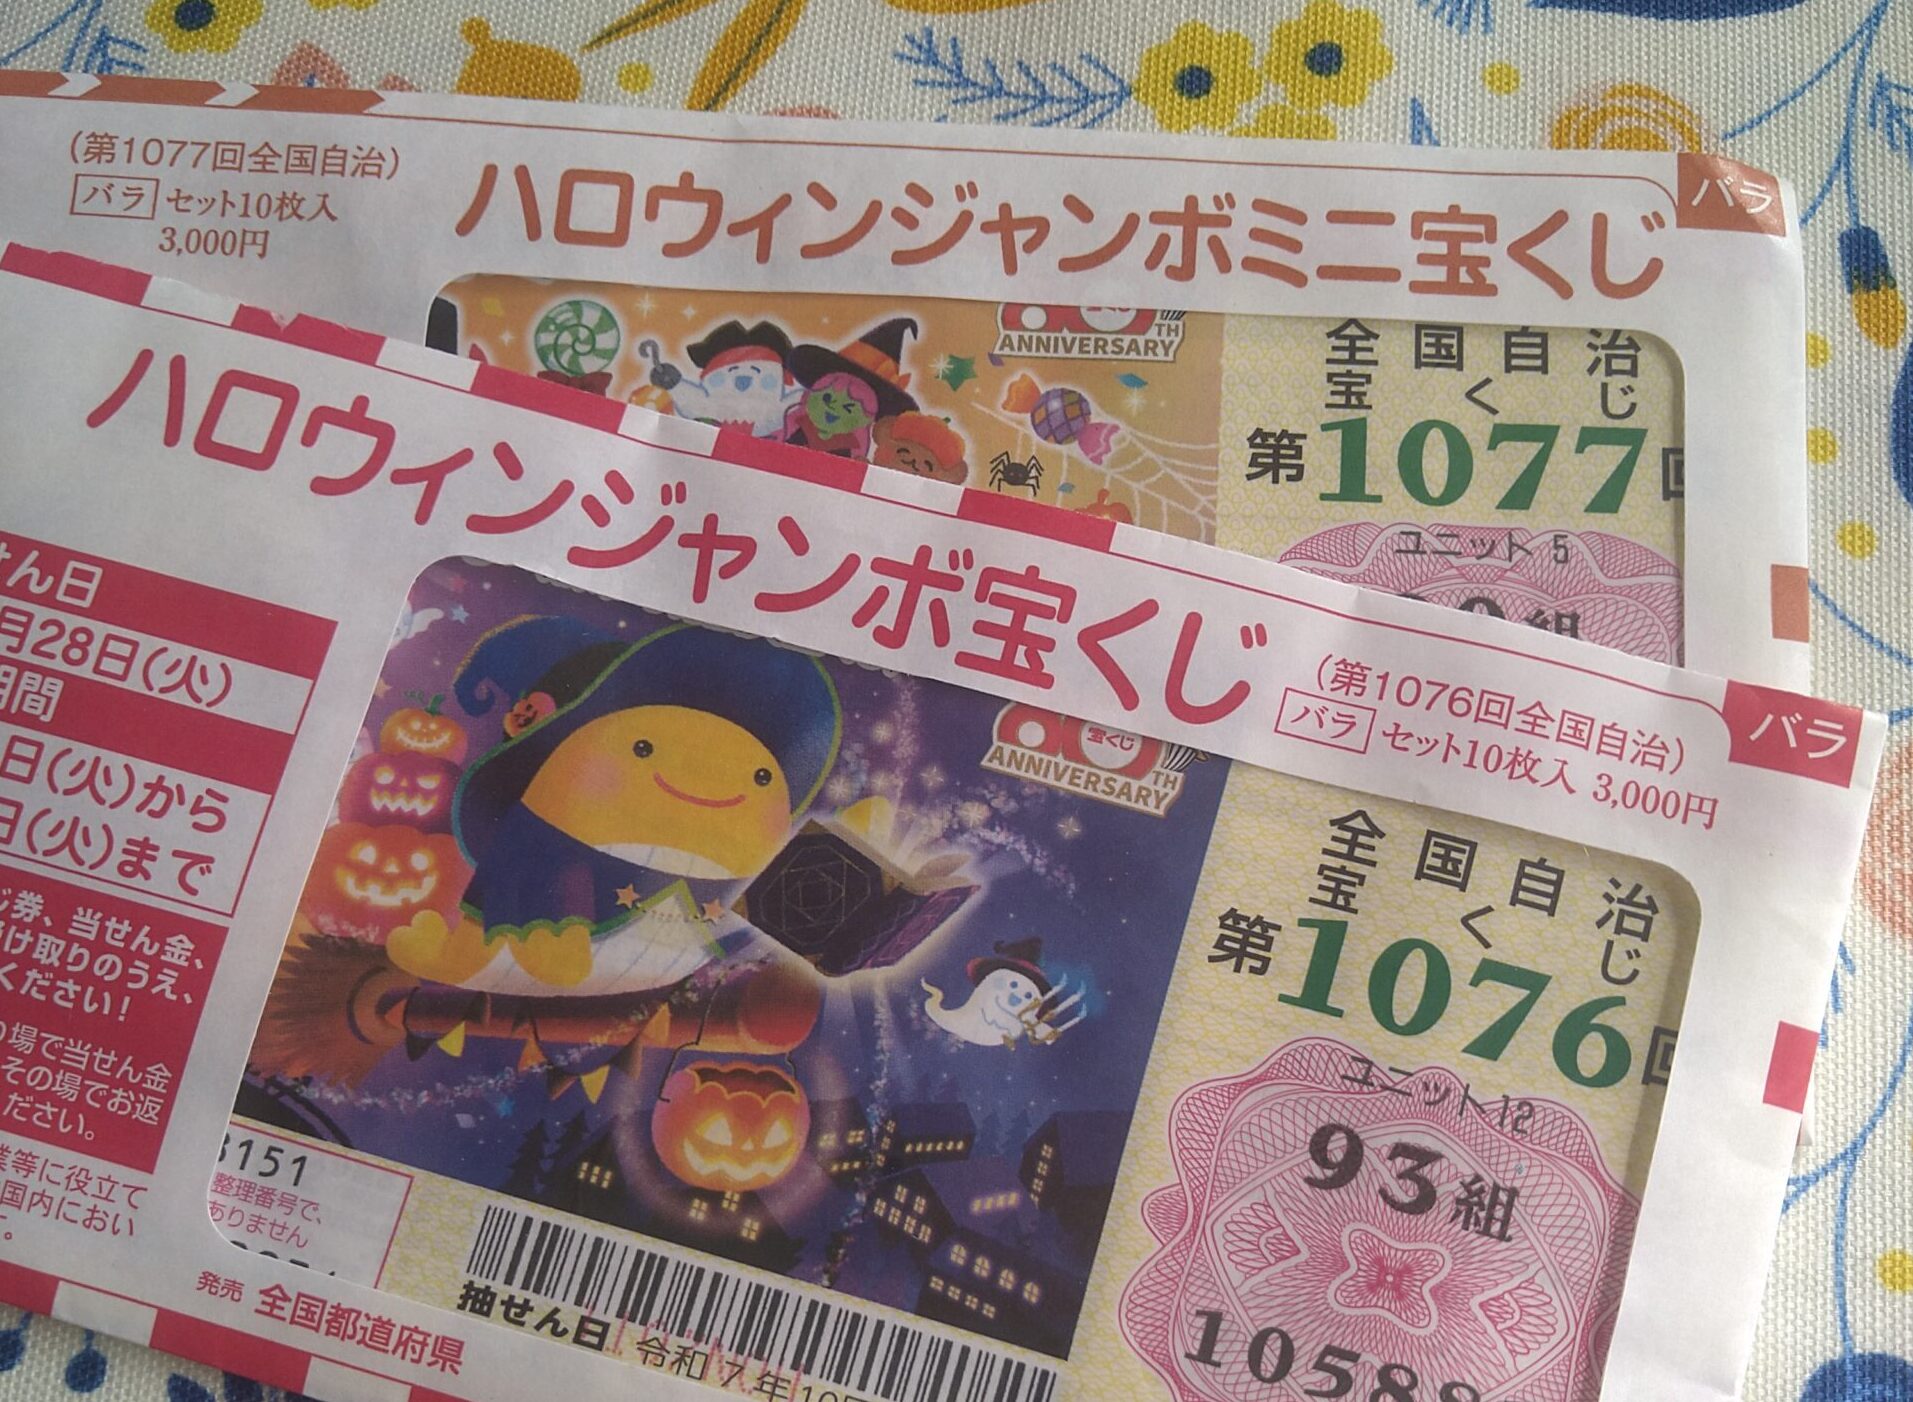 (第1077回全国自治)
バラ セット10枚入
3,000円
ハロウィンジャンボミニ宝くじ
バラ
TH
ANNIVERSARY
全国自治
宝くじ
第1077回
ユニット 5
組
ハロウィンジャンボ宝くじ
(第1076回全国自治)
バラ セット10枚入 3,000円
バラ
せん日
月28日(火)
期間
日(火)から
日(火)まで
じ券、当せん金、
け取りのうえ、
ください!
場で当せん金
その場でお返
ださい。
業等に役立て
国内におい
。
宝くじ
TH
ANNIVERSARY
全国自治
宝くじ
第1076回
ユニット 12
93組
10588
3151
整理番号で、
ありません
抽せん日 令和7年10
発売 全国都道府県